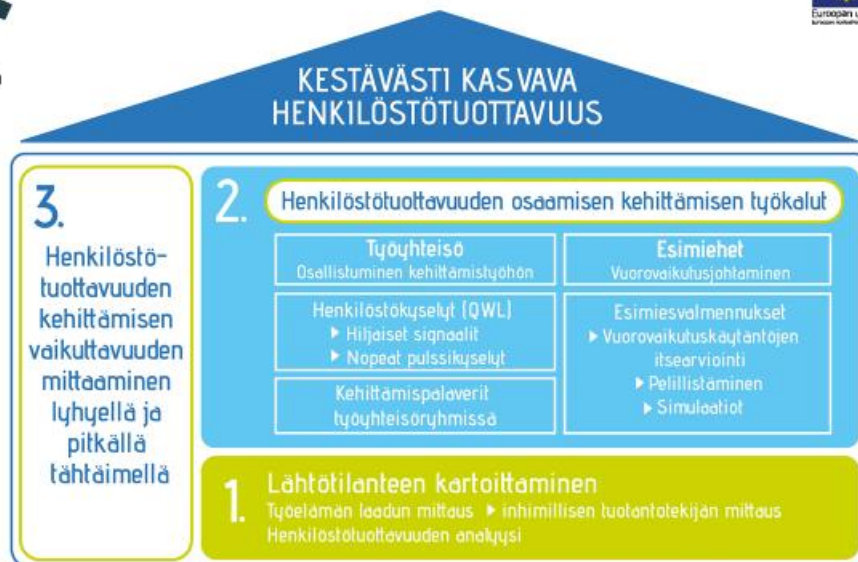 Euroopan
KESTÄVÄSTI KASVAVA
HENKILÖSTÖTUOTTAVUUS
3.
Henkilöstö-
tuottavuuden
kehittämisen
vaikuttavuuden
mittaaminen
lyhyellä ja
pitkällä
tähtäimellä
2.
Henkilöstötuottavuuden osaamisen kehittämisen työkalut
Työyhteisö
Osallistuminen kehittämistyöhön
Henkilöstökyselyt (QWL)
▶ Hiljaiset signaalit
▶ Nopeat pulssikyselyt
Kehittämispalaverit
työyhteisöryhmissä
Esimiehet
Vuorovaikutusjohtaminen
Esimiesvalmennukset
▶ Vuorovaikutuskäytäntöjen
itsearviointi
▶ Pelillistäminen
▶ Simulaatiot
1.
Lähtötilanteen kartoittaminen
Työelämän laadun mittaus ▶ inhimillisen tuotantotekijän mittaus
Henkilöstötuottavuuden analyysi